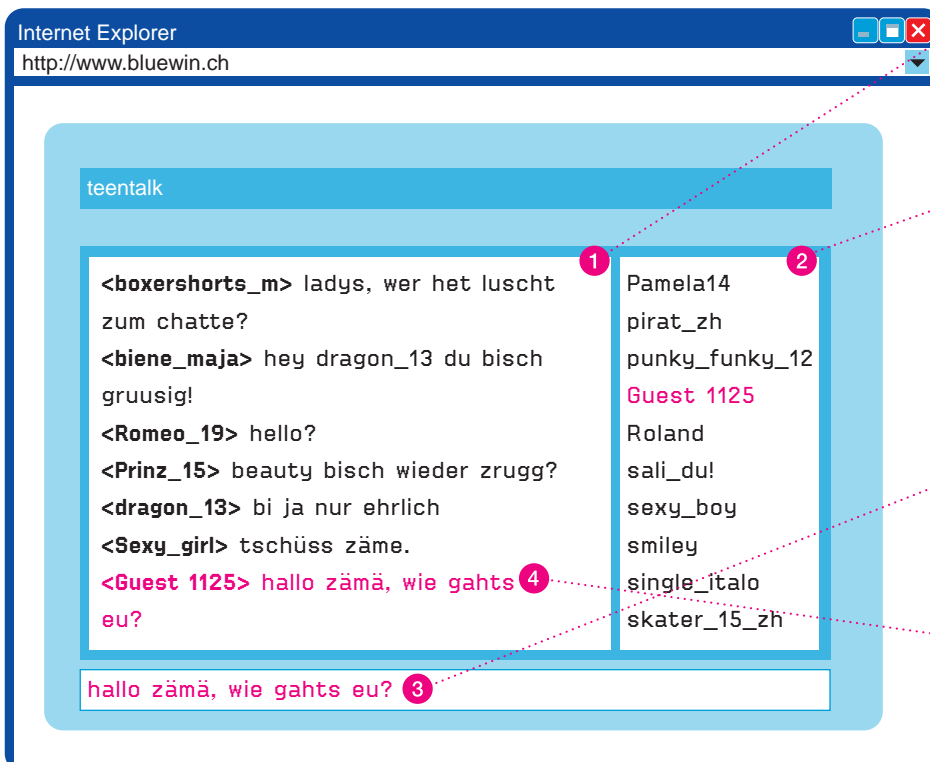 Internet Explorer
http://www.bluewin.ch
teentalk
1
2
<boxershorts_m> ladys, wer het luscht
zum chatte?
<biene_maja> hey dragon_13 du bisch
gruusig!
<Romeo_19> hello?
<Prinz_15> beauty bisch wieder zrugg?
<dragon_13> bi ja nur ehrlich
<Sexy_girl> tschüss zäme.
<Guest 1125> hallo zämä, wie gahts 4
eu?
Pamela14
pirat_zh
punky_funky_12
Guest 1125
Roland
sali_du!
sexy_boy
smiley
single_italo
skater_15_zh
hallo zämä, wie gahts eu? 3